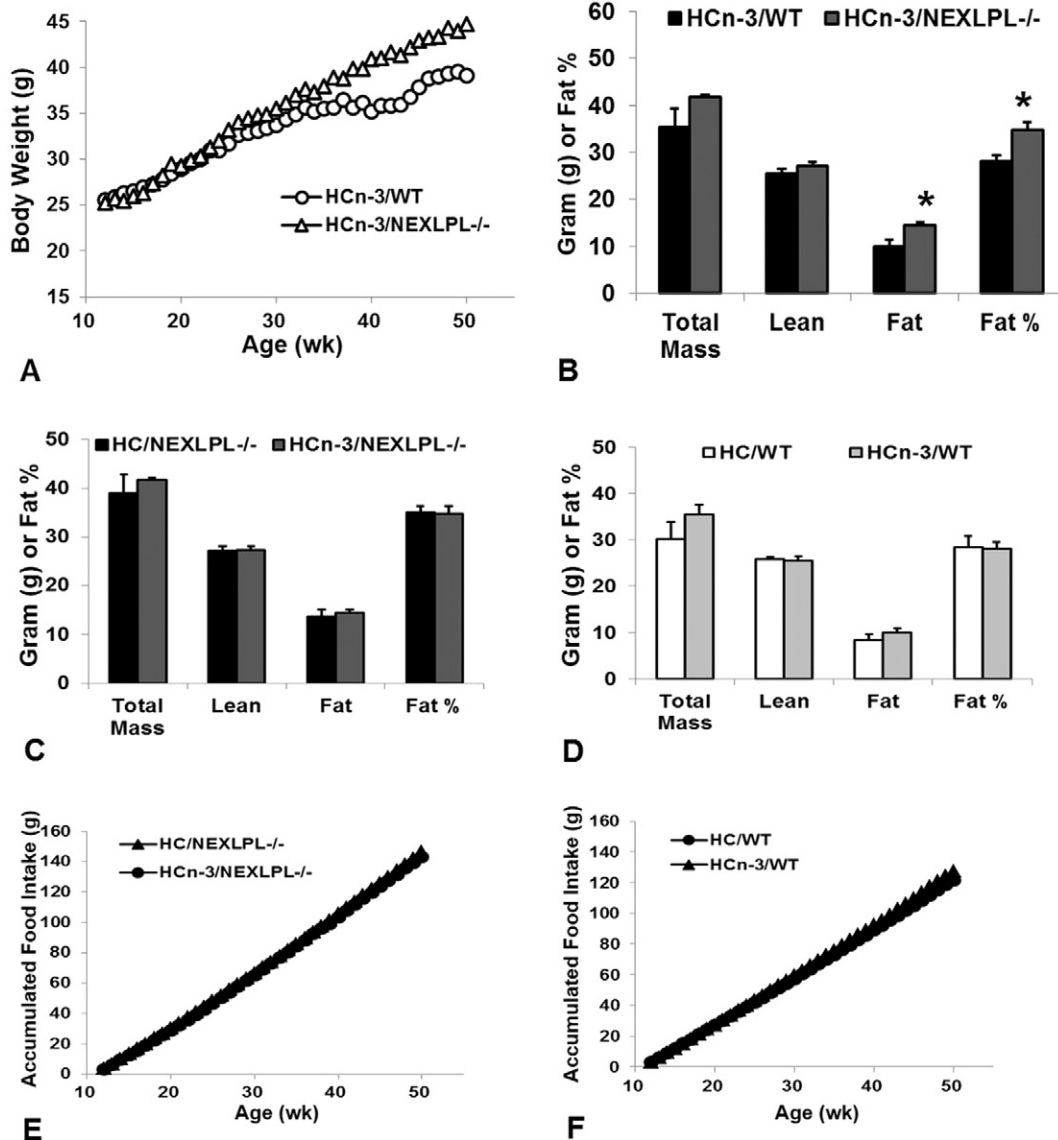 45
40
35
30
25
20
15
Body Weight (g)
HCn-3/WT
HCn-3/NEXLPL-/-
10 20 30 40 50
Age (wk)
A
HCn-3/WT HCn-3/NEXLPL-/-
60
50
40
30
20
10
0
Gram (g) or Fat %
*
*
Total Mass Lean Fat Fat %
B
HC/NEXLPL-/- HCn-3/NEXLPL-/-
50
40
30
20
10
0
Gram (g) or Fat %
Total Mass Lean Fat Fat %
C
HC/WT HCn-3/WT
50
40
30
20
10
0
Gram (g) or Fat %
Total Mass Lean Fat Fat %
D
160
140
120
100
80
60
40
20
0
Accumulated Food Intake (g)
HC/NEXLPL-/-
HCn-3/NEXLPL-/-
10 20 30 40 50
Age (wk)
E
160
140
120
100
80
60
40
20
0
Accumulated Food Intake (g)
HC/WT
HCn-3/WT
10 20 30 40 50
Age (wk)
F